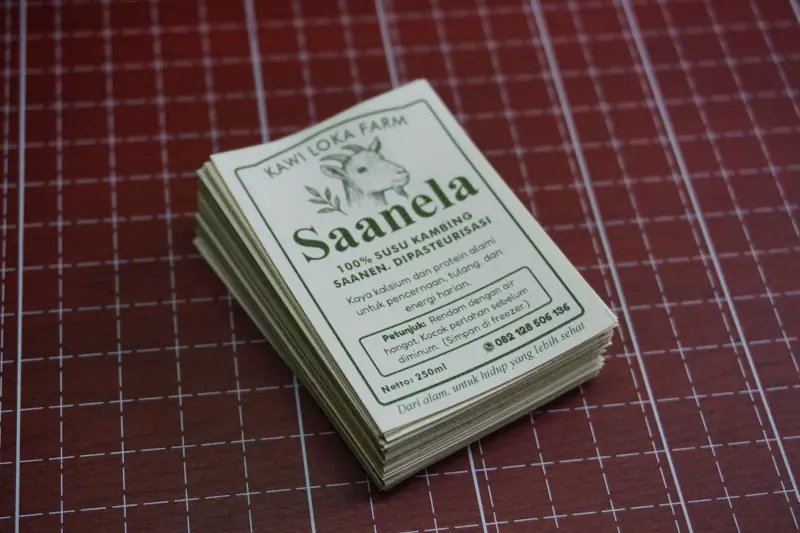 KAWI LOKA FARM
Saanela
100% SUSU KAMBING
SAANEN. DIPASTEURISASI
Kaya kalsium dan protein alami
untuk pencernaan, tulang dan
energi harian.
Petunjuk: Rendam dengan air
hangat. Kocak perlahan sebelum
diminum. (Simpan di freezer.)
Netto: 250ml
082 128 506 136
Dari alam, untuk hidup yang lebih sehat